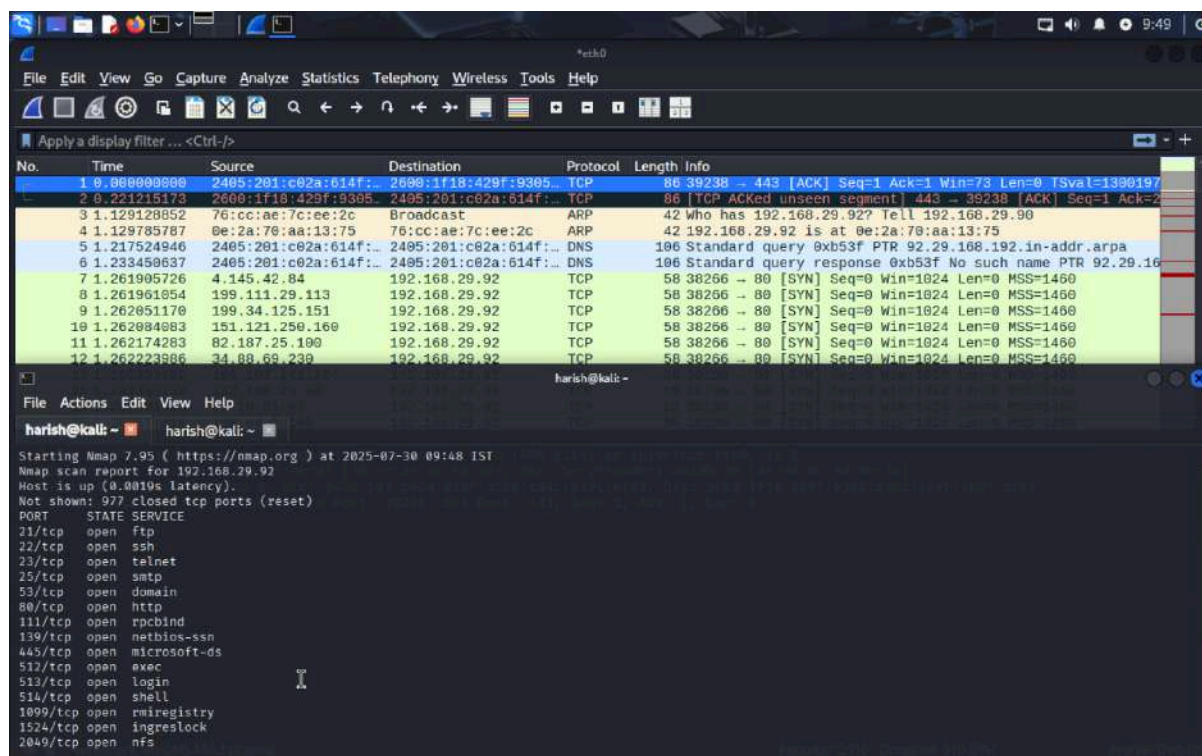 9:49
*eth0
File Edit View Go Capture Analyze Statistics Telephony Wireless Tools Help
Apply a display filter ... <Ctrl-/>
No. Time Source Destination Protocol Length Info
1 0.000000000 2405:201:c02a:614f:… 2600:1f18:429f:9305… TCP 86 39238 → 443 [ACK] Seq=1 Ack=1 Win=73 Len=0 TSval=1300197
2 0.221215173 2600:1f18:429f:9305… 2405:201:c02a:614f:… TCP 86 [TCP ACKed unseen segment] 443 → 39238 [ACK] Seq=1 Ack=2
3 1.129128852 76:cc:ae:7c:ee:2c Broadcast ARP 42 Who has 192.168.29.92? Tell 192.168.29.90
4 1.129785787 0e:2a:70:aa:13:75 76:cc:ae:7c:ee:2c ARP 42 192.168.29.92 is at 0e:2a:70:aa:13:75
5 1.217524946 2405:201:c02a:614f:… 2405:201:c02a:614f:… DNS 106 Standard query 0xb53f PTR 92.29.168.192.in-addr.arpa
6 1.233450637 2405:201:c02a:614f:… 2405:201:c02a:614f:… DNS 106 Standard query response 0xb53f No such name PTR 92.29.16
7 1.261905726 4.145.42.84 192.168.29.92 TCP 58 38266 → 80 [SYN] Seq=0 Win=1024 Len=0 MSS=1460
8 1.261961054 199.111.29.113 192.168.29.92 TCP 58 38266 → 80 [SYN] Seq=0 Win=1024 Len=0 MSS=1460
9 1.262051170 199.34.125.151 192.168.29.92 TCP 58 38266 → 80 [SYN] Seq=0 Win=1024 Len=0 MSS=1460
10 1.262084083 151.121.250.160 192.168.29.92 TCP 58 38266 → 80 [SYN] Seq=0 Win=1024 Len=0 MSS=1460
11 1.262174283 82.187.25.100 192.168.29.92 TCP 58 38266 → 80 [SYN] Seq=0 Win=1024 Len=0 MSS=1460
12 1.262223986 34.88.69.230 192.168.29.92 TCP 58 38266 → 80 [SYN] Seq=0 Win=1024 Len=0 MSS=1460
harish@kali: ~
File Actions Edit View Help
harish@kali: ~ harish@kali: ~
Starting Nmap 7.95 ( https://nmap.org ) at 2025-07-30 09:48 IST
Nmap scan report for 192.168.29.92
Host is up (0.0019s latency).
Not shown: 977 closed tcp ports (reset)
PORT STATE SERVICE
21/tcp open ftp
22/tcp open ssh
23/tcp open telnet
25/tcp open smtp
53/tcp open domain
80/tcp open http
111/tcp open rpcbind
139/tcp open netbios-ssn
445/tcp open microsoft-ds
512/tcp open exec
513/tcp open login
514/tcp open shell
1099/tcp open rmiregistry
1524/tcp open ingreslock
2049/tcp open nfs